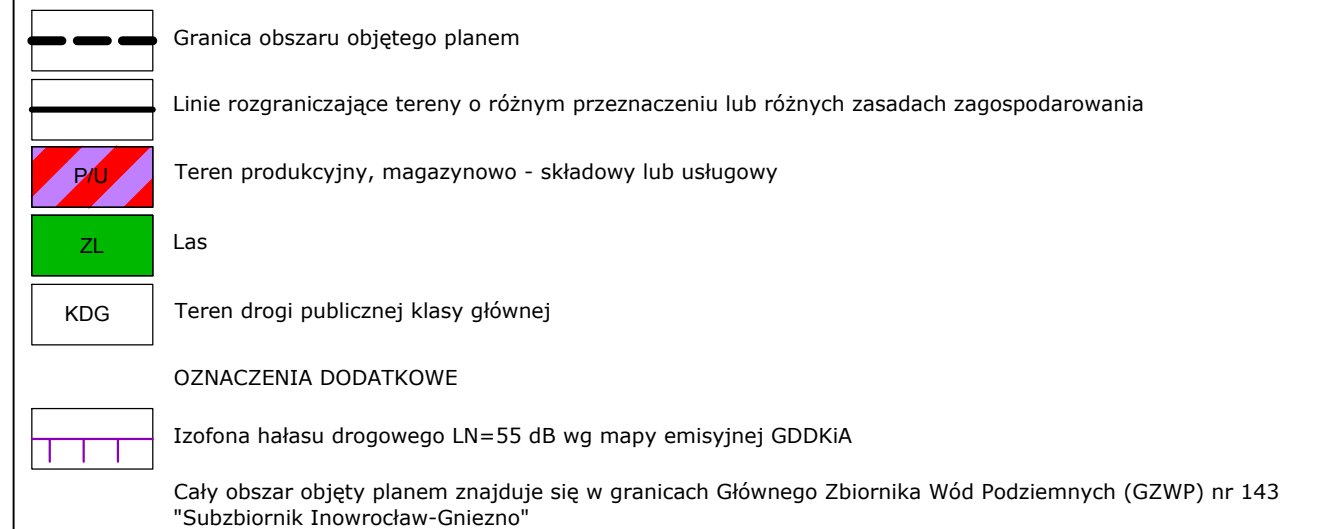 Granica obszaru objętego planem
Linie rozgraniczające tereny o różnym przeznaczeniu lub różnych zasadach zagospodarowania
P/U Teren produkcyjny, magazynowo - składowy lub usługowy
ZL Las
KDG Teren drogi publicznej klasy głównej
OZNACZENIA DODATKOWE
Izofona hałasu drogowego LN=55 dB wg mapy emisyjnej GDDKiA
Cały obszar objęty planem znajduje się w granicach Głównego Zbiornika Wód Podziemnych (GZWP) nr 143
"Subzbiornik Inowrocław-Gniezno"